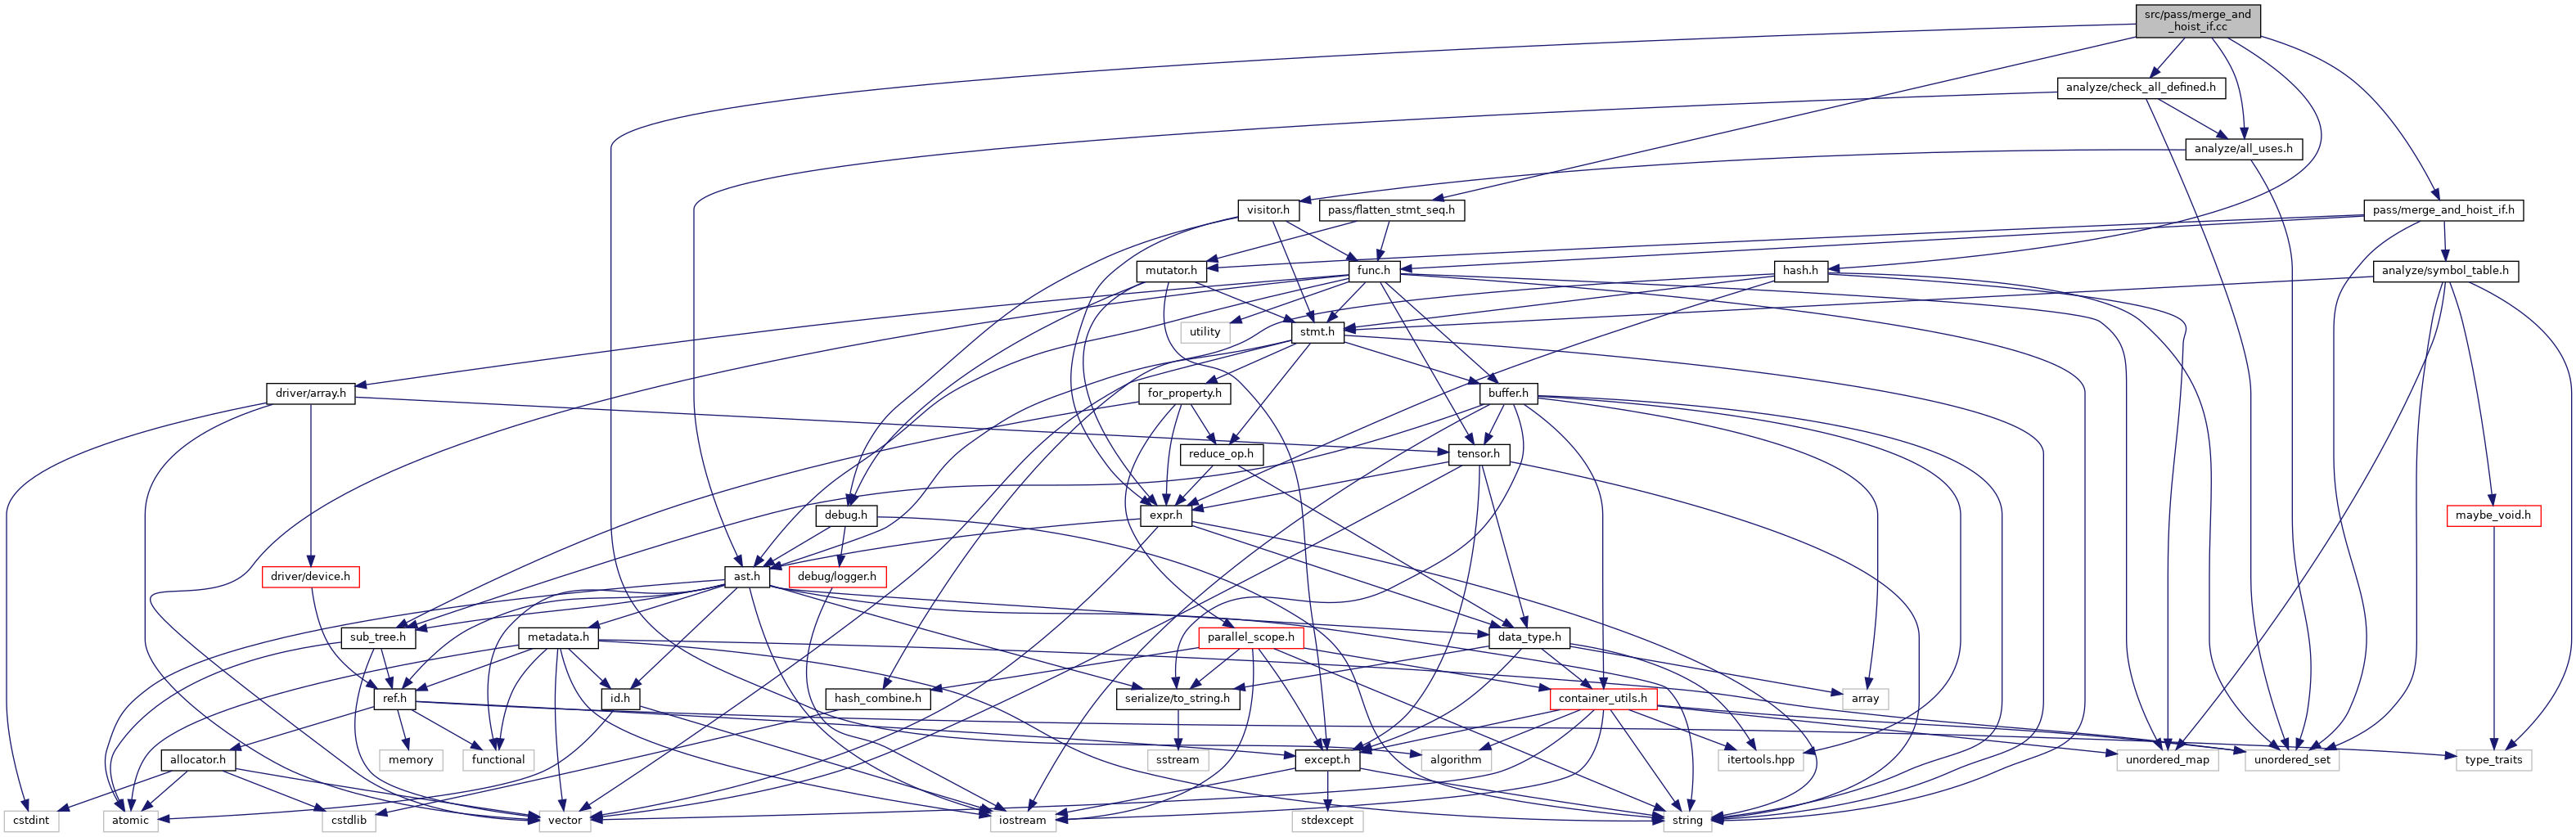 src/pass/merge_and
_hoist_if.cc
analyze/check_all_defined.h
analyze/all_uses.h
visitor.h
pass/flatten_stmt_seq.h
pass/merge_and_hoist_if.h
mutator.h
func.h
hash.h
analyze/symbol_table.h
utility
stmt.h
driver/array.h
for_property.h
buffer.h
reduce_op.h
tensor.h
debug.h
expr.h
maybe_void.h
driver/device.h
ast.h
debug/logger.h
sub_tree.h
metadata.h
parallel_scope.h
data_type.h
ref.h
id.h
hash_combine.h
serialize/to_string.h
container_utils.h
array
allocator.h
memory
functional
sstream
algorithm
except.h
itertools.hpp
unordered_map
unordered_set
type_traits
cstdint
atomic
cstdlib
vector
iostream
stdexcept
string